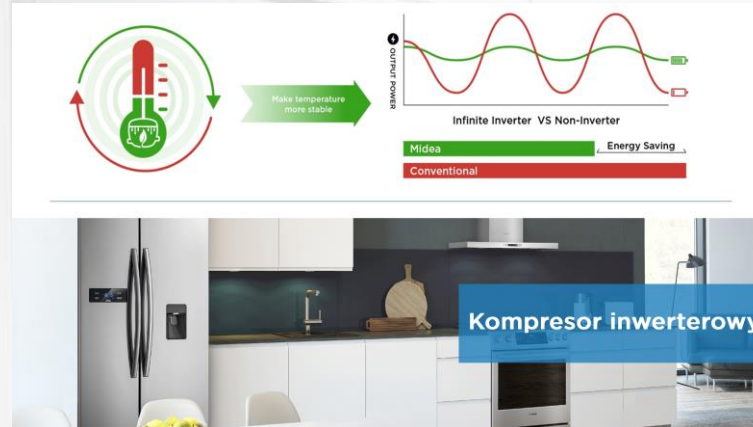 Make temperature
more stable
OUTPUT POWER
Infinite Inverter VS Non-Inverter
Midea
Energy Saving
Conventional
Kompresor inwerterowy